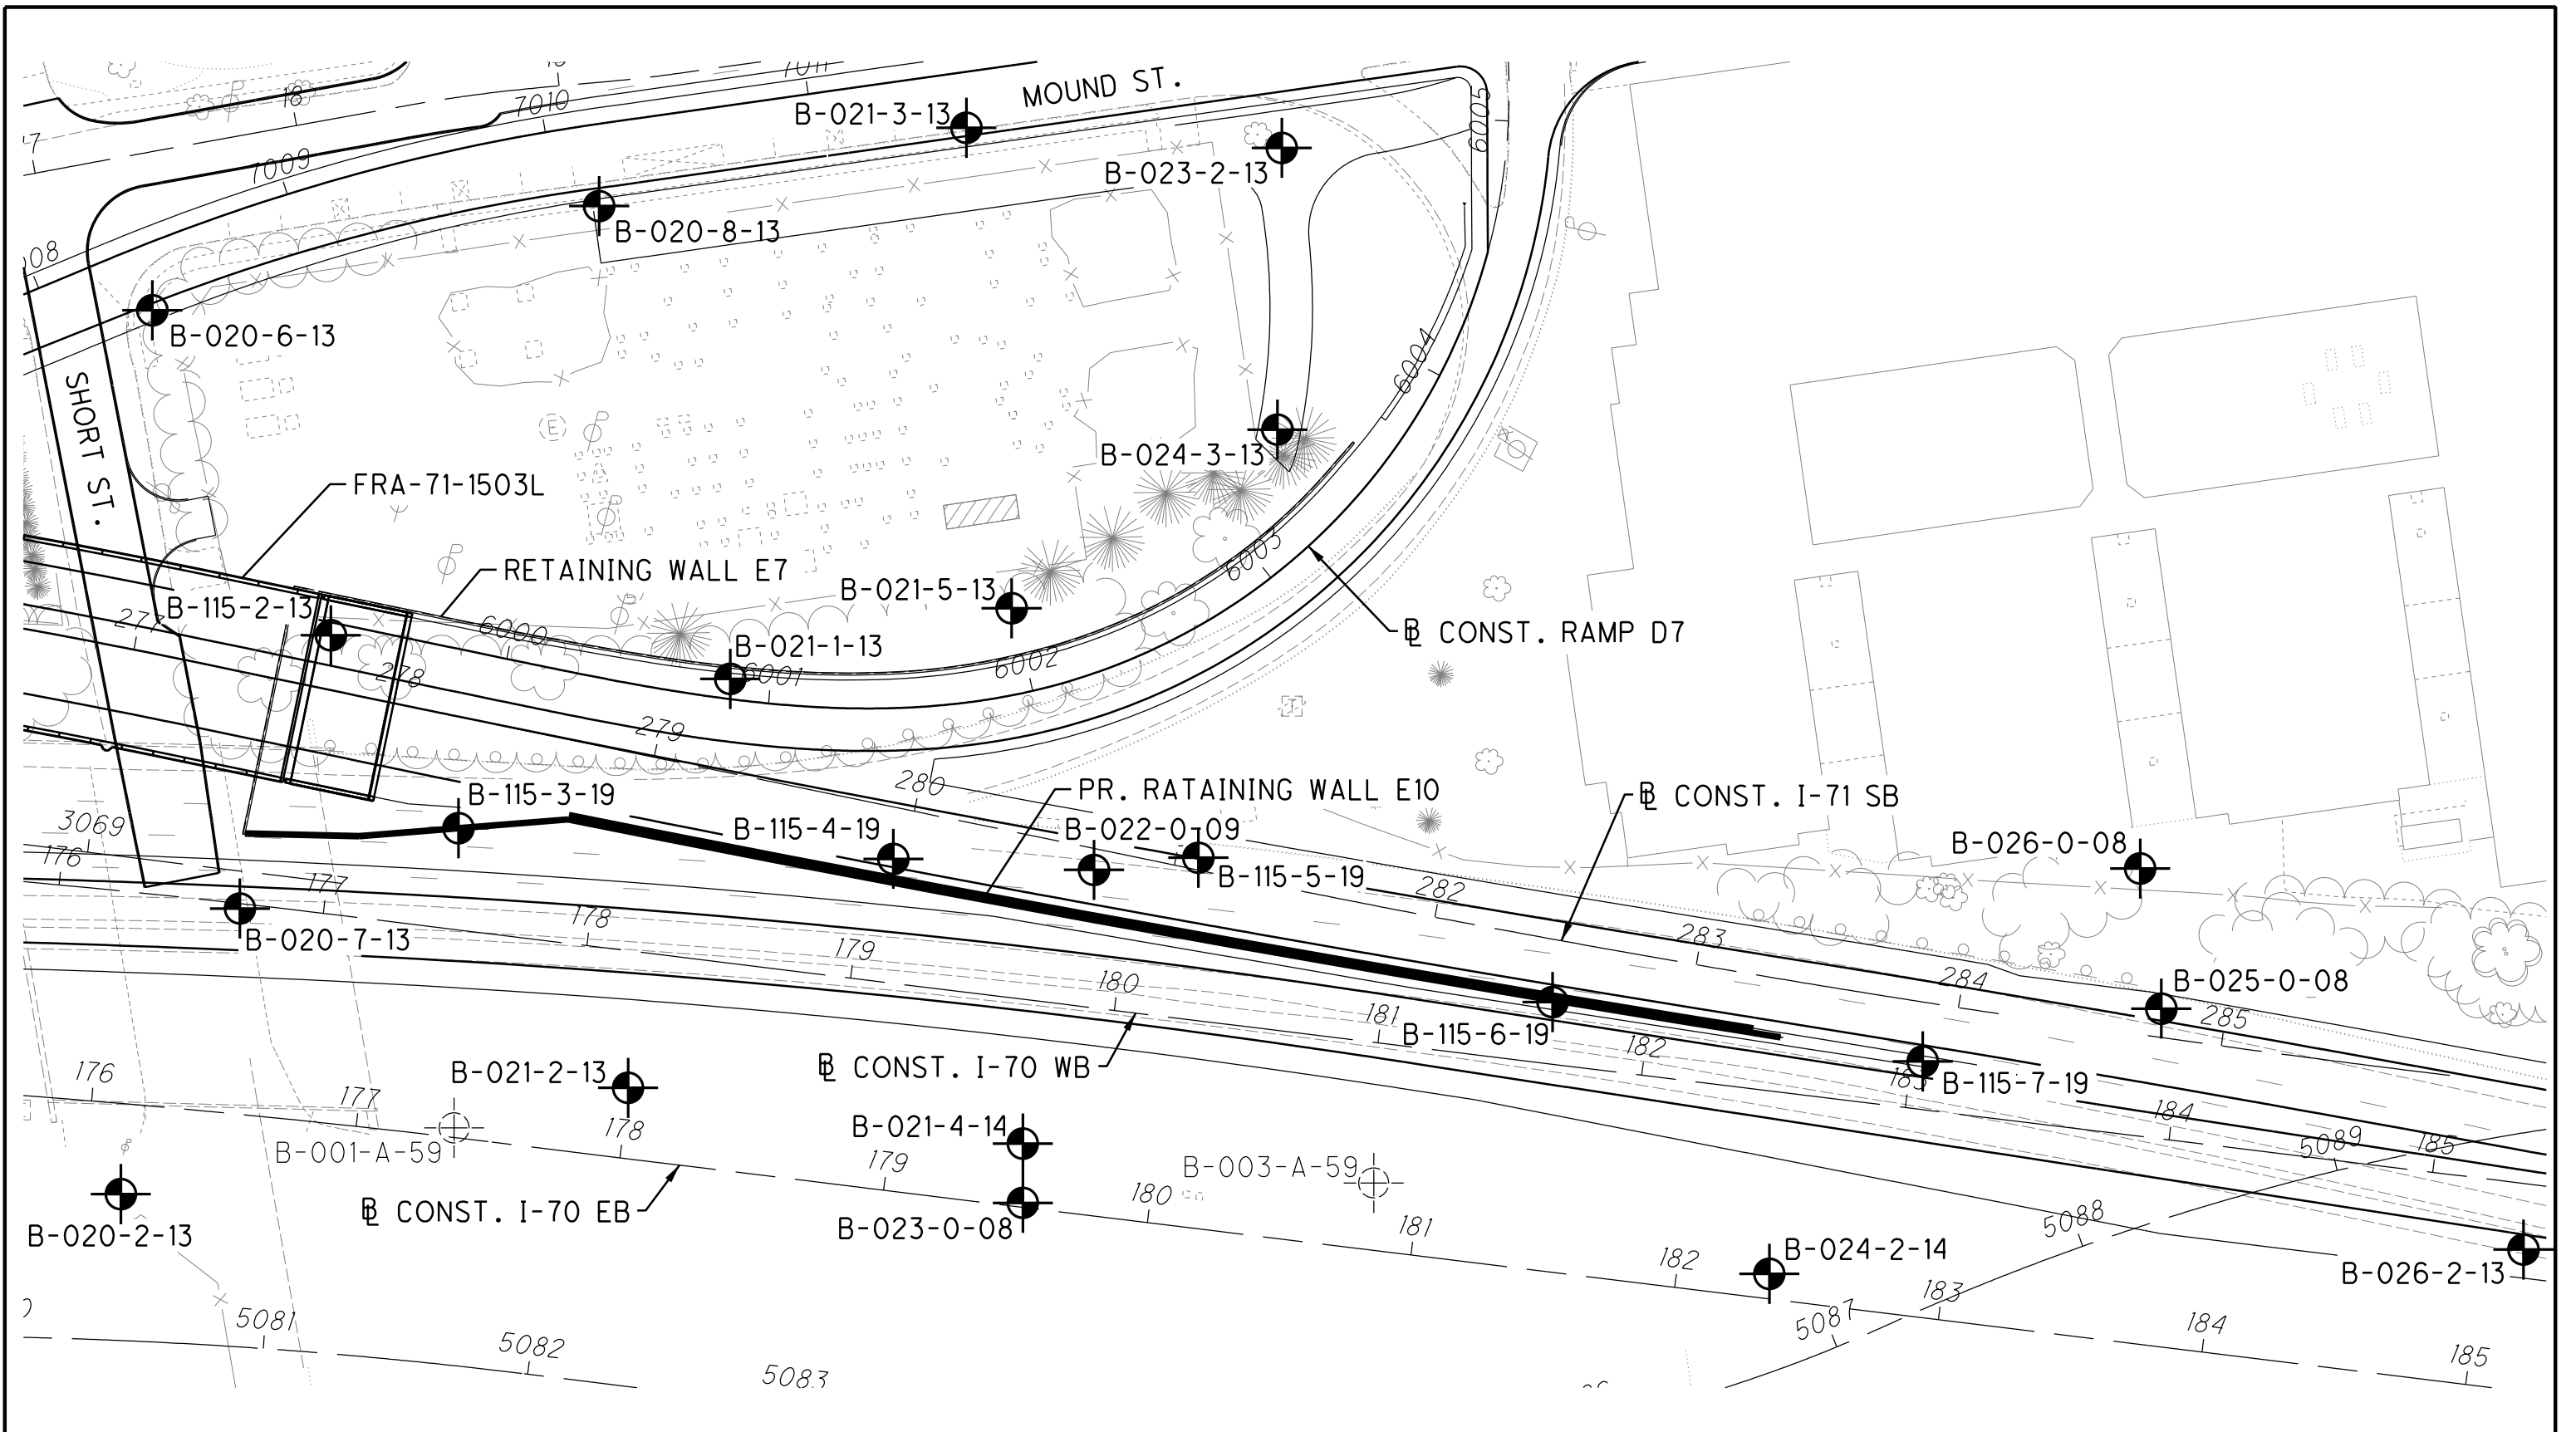 18
7010
7011
MOUND ST.
B-021-3-13
6005
7009
B-023-2-13
B-020-8-13
B-020-6-13
SHORT ST.
6004
E
B-024-3-13
FRA-71-1503L
RETAINING WALL E7
6003
B-021-5-13
B-115-2-13
277
6000
B-021-1-13
℄ CONST. RAMP D7
278
6001
6002
279
280
PR. RATAINING WALL E10
℄ CONST. I-71 SB
B-115-3-19
3069
B-115-4-19
B-022-0-09
B-026-0-08
176
177
B-115-5-19
282
178
283
B-020-7-13
179
180
284
B-025-0-08
181
B-115-6-19
285
182
183
B-115-7-19
B-021-2-13
℄ CONST. I-70 WB
176
177
178
B-001-A-59
B-021-4-14
179
B-003-A-59
180
184
5089
185
B-020-2-13
℄ CONST. I-70 EB
B-023-0-08
181
5088
182
B-024-2-14
B-026-2-13
183
5081
5082
5083
5087
184
185